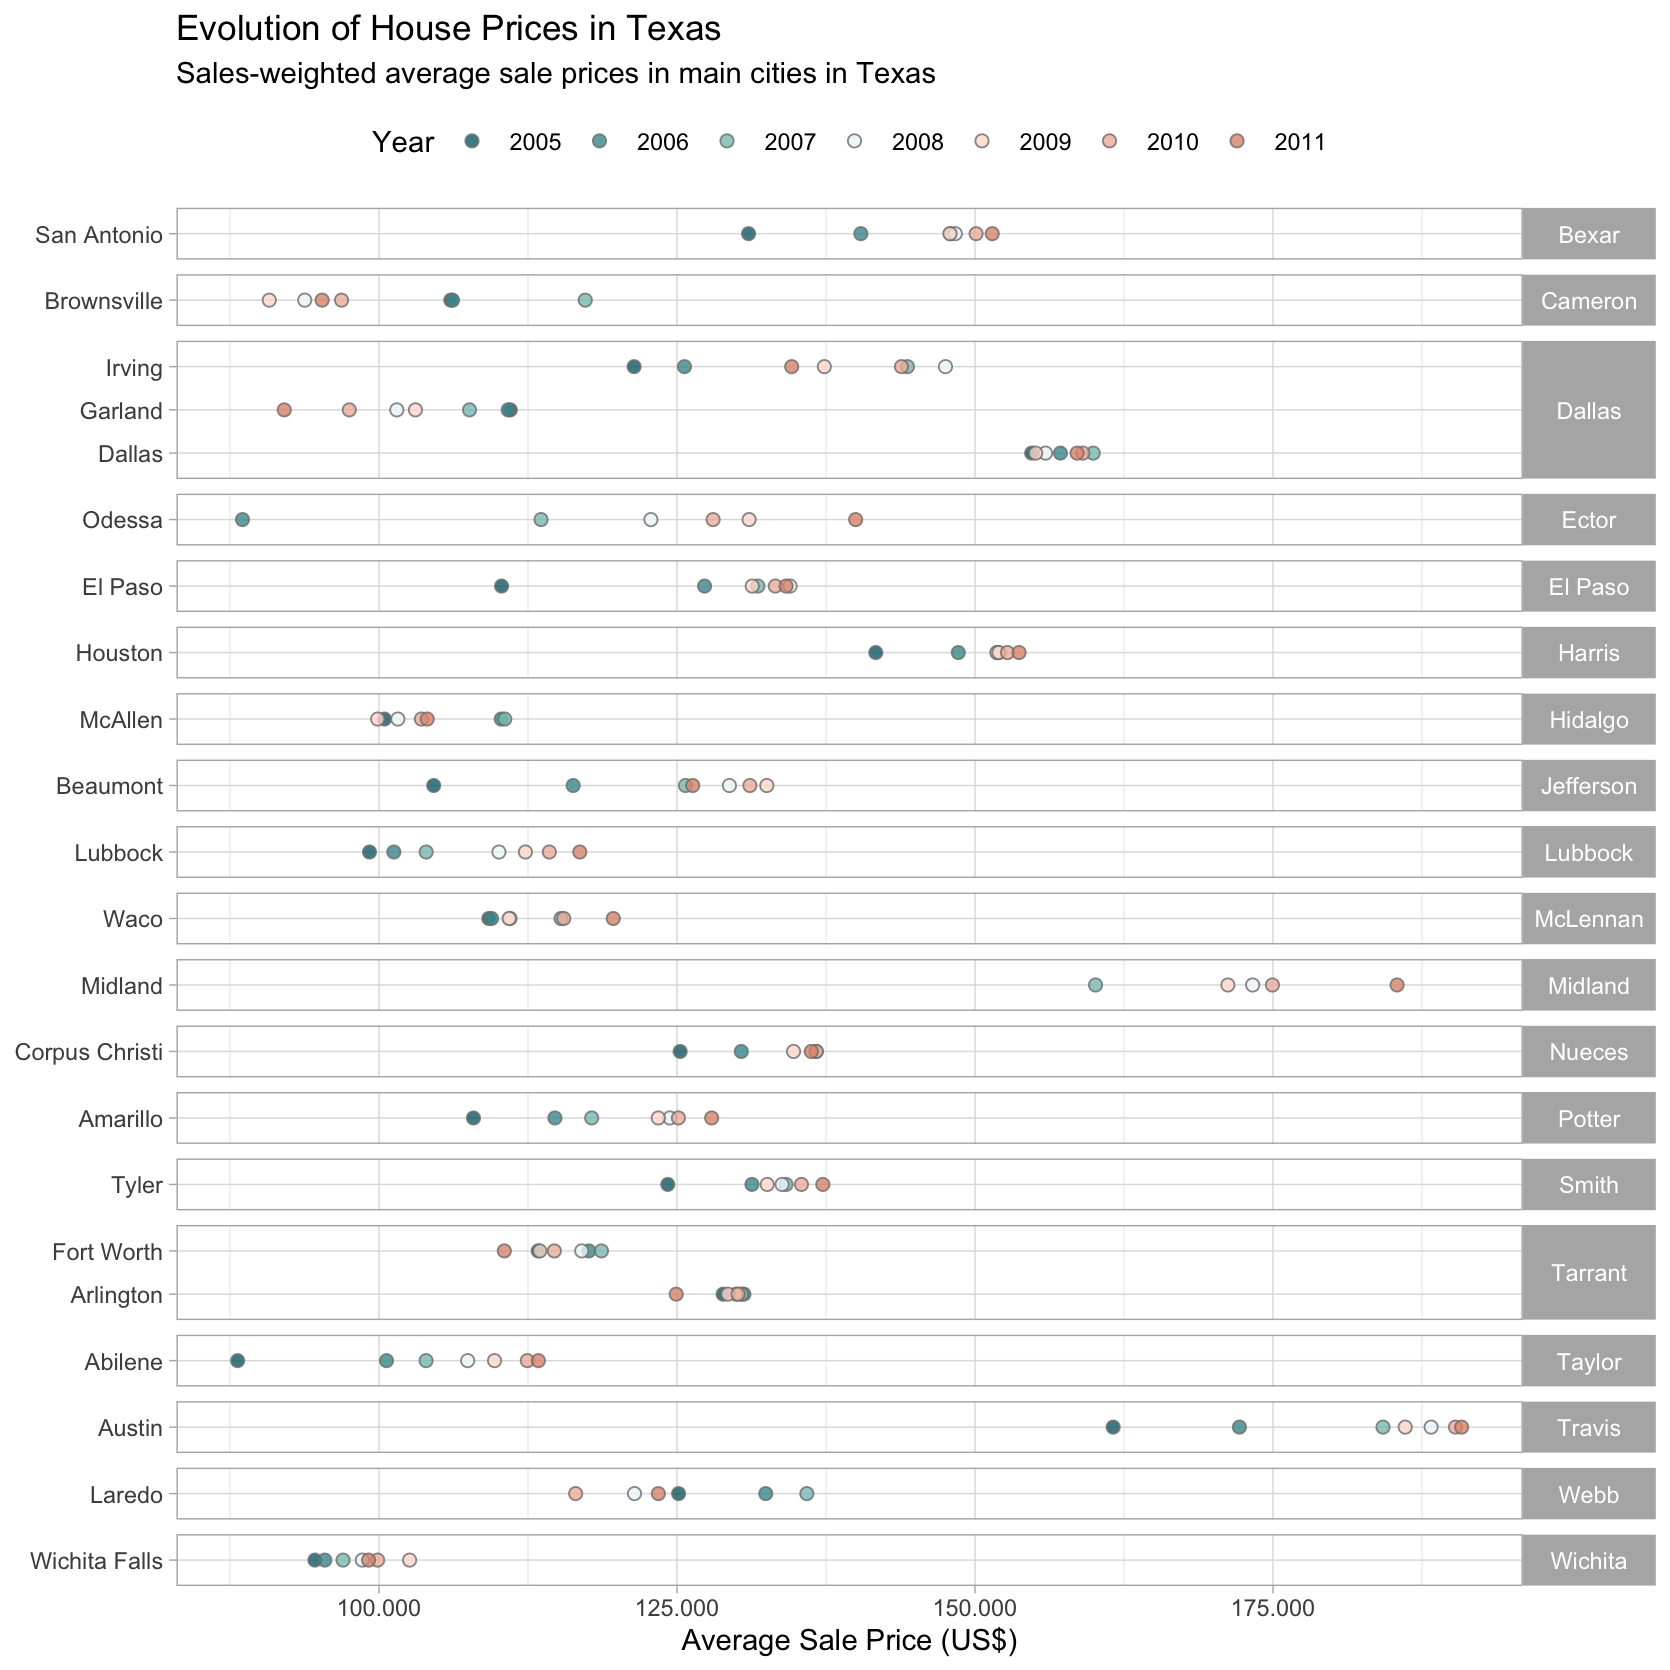 Evolution of House Prices in Texas
Sales-weighted average sale prices in main cities in Texas
Year 2005 2006 2007 2008 2009 2010 2011
San Antonio Bexar
Brownsville Cameron
Irving
Garland Dallas
Dallas
Odessa Ector
El Paso El Paso
Houston Harris
McAllen Hidalgo
Beaumont Jefferson
Lubbock Lubbock
Waco McLennan
Midland Midland
Corpus Christi Nueces
Amarillo Potter
Tyler Smith
Fort Worth
Tarrant
Arlington
Abilene Taylor
Austin Travis
Laredo Webb
Wichita Falls Wichita
100.000 125.000 150.000 175.000
Average Sale Price (US$)